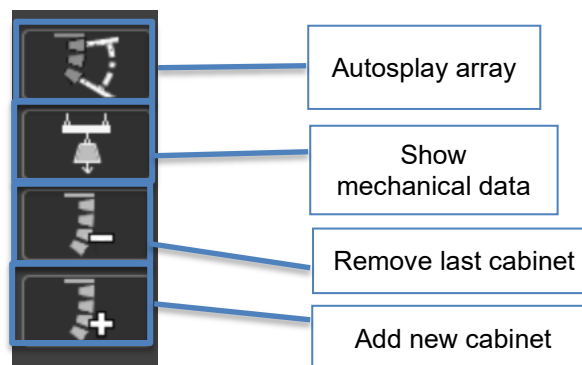 Autosplay array
Show
mechanical data
Remove last cabinet
Add new cabinet